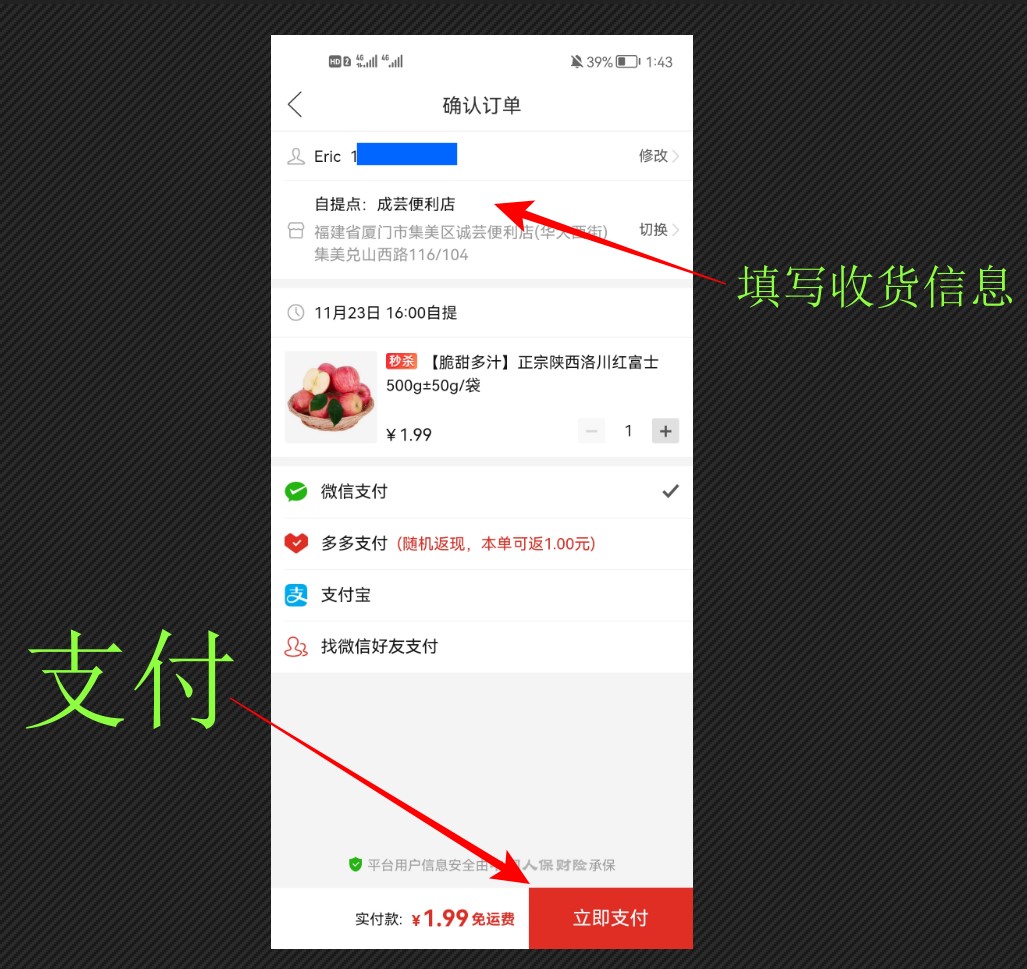 HD 2 4G 4G 39% 1:43
确认订单
Eric 1
修改
自提点：成芸便利店
福建省厦门市集美区诚芸便利店(华大西街)
集美兑山西路116/104
切换
填写收货信息
11月23日 16:00自提
秒杀 【脆甜多汁】正宗陕西洛川红富士
500g±50g/袋
¥1.99
1
微信支付
多多支付 (随机返现，本单可返1.00元)
支付宝
找微信好友支付
支付
平台用户信息安全由
人保财险承保
实付款: ¥1.99 免运费
立即支付